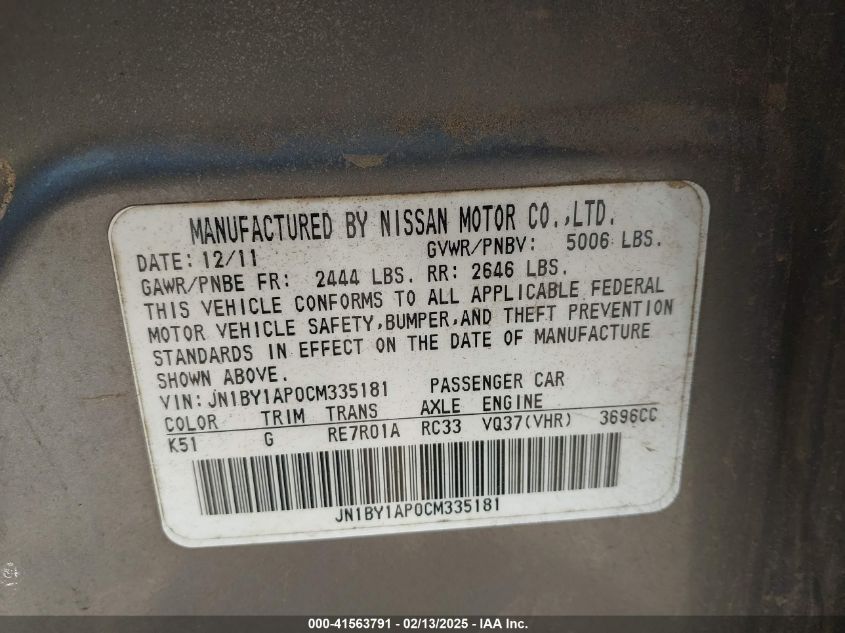 MANUFACTURED BY NISSAN MOTOR CO.,LTD.
DATE: 12/11 GVWR/PNBV: 5006 LBS.
GAWR/PNBE FR: 2444 LBS. RR: 2646 LBS.
THIS VEHICLE CONFORMS TO ALL APPLICABLE FEDERAL
MOTOR VEHICLE SAFETY,BUMPER,AND THEFT PREVENTION
STANDARDS IN EFFECT ON THE DATE OF MANUFACTURE
SHOWN ABOVE.
VIN: JN1BY1AP0CM335181 PASSENGER CAR
COLOR TRIM TRANS AXLE ENGINE
K51 G RE7R01A RC33 VQ37(VHR) 3696CC
JN1BY1AP0CM335181
000-41563791 - 02/13/2025 - IAA Inc.